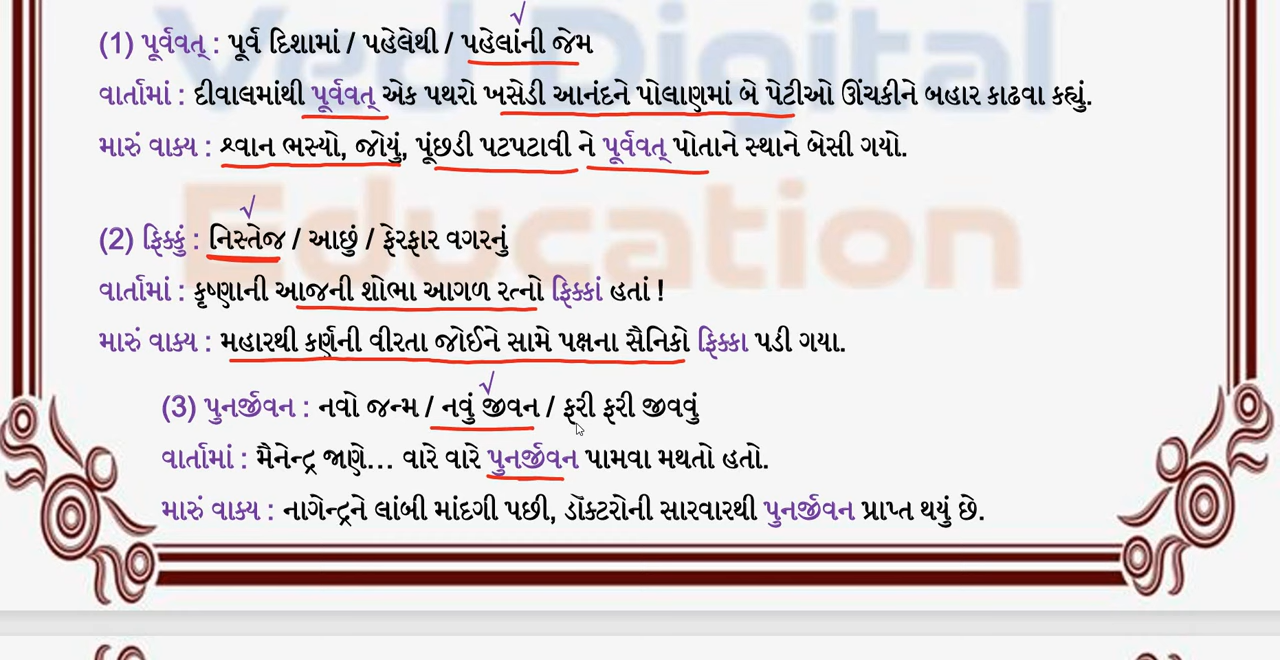 Ved Digital
Education
(1) પૂર્વવત્ : પૂર્વ દિશામાં / પહેલેથી / પહેલાંની જેમ
વાર્તામાં : દીવાલમાંથી પૂર્વવત્ એક પથરો ખસેડી આનંદને પોલાણમાં બે પેટીઓ ઊંચકીને બહાર કાઢવા કહ્યું.
મારું વાક્ય : શ્વાન ભસ્યો, જોયું, પૂંછડી પટપટાવી ને પૂર્વવત્ પોતાને સ્થાને બેસી ગયો.
(2) ફિક્કું : નિસ્તેજ / આછું / ફેરફાર વગરનું
વાર્તામાં : કૃષ્ણાની આજની શોભા આગળ રત્નો ફિક્કાં હતાં !
મારું વાક્ય : મહારથી કર્ણની વીરતા જોઈને સામે પક્ષના સૈનિકો ફિક્કા પડી ગયા.
(3) પુનર્જીવન : નવો જન્મ / નવું જીવન / ફરી ફરી જીવવું
વાર્તામાં : મૈનેન્દ્ર જાણે... વારે વારે પુનર્જીવન પામવા મથતો હતો.
મારું વાક્ય : નાગેન્દ્રને લાંબી માંદગી પછી, ડૉક્ટરોની સારવારથી પુનર્જીવન પ્રાપ્ત થયું છે.